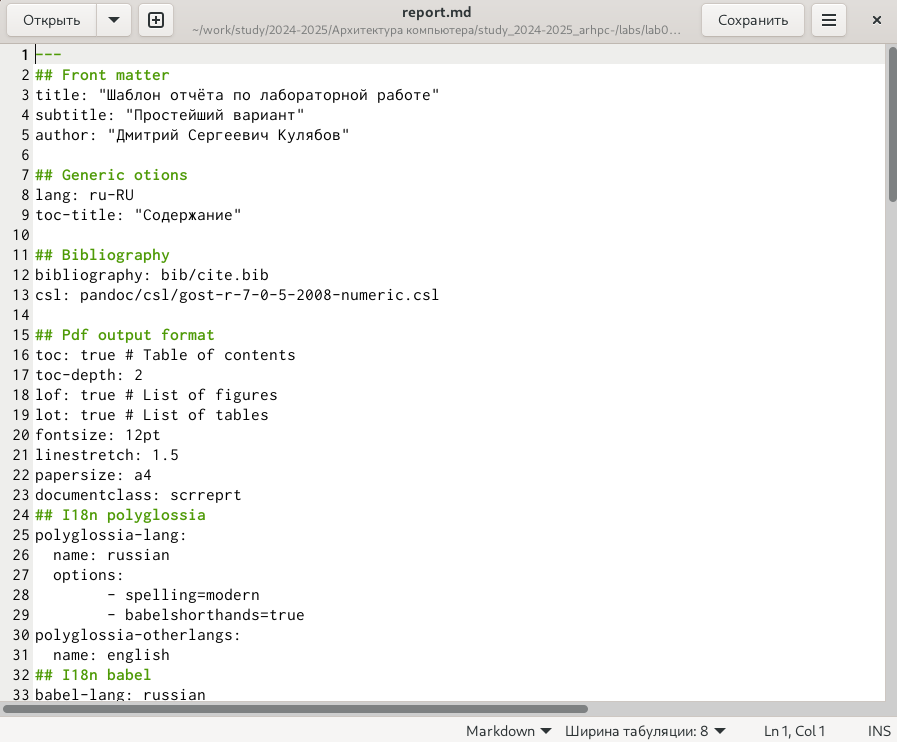 Открыть
report.md
~/work/study/2024-2025/Архитектура компьютера/study_2024-2025_arhpc-/labs/lab0…
Сохранить
1 ---
2 ## Front matter
3 title: "Шаблон отчёта по лабораторной работе"
4 subtitle: "Простейший вариант"
5 author: "Дмитрий Сергеевич Кулябов"
6
7 ## Generic otions
8 lang: ru-RU
9 toc-title: "Содержание"
10
11 ## Bibliography
12 bibliography: bib/cite.bib
13 csl: pandoc/csl/gost-r-7-0-5-2008-numeric.csl
14
15 ## Pdf output format
16 toc: true # Table of contents
17 toc-depth: 2
18 lof: true # List of figures
19 lot: true # List of tables
20 fontsize: 12pt
21 linestretch: 1.5
22 papersize: a4
23 documentclass: scrreprt
24 ## I18n polyglossia
25 polyglossia-lang:
26   name: russian
27   options:
28         - spelling=modern
29         - babelshorthands=true
30 polyglossia-otherlangs:
31   name: english
32 ## I18n babel
33 babel-lang: russian
Markdown Ширина табуляции: 8 Ln 1, Col 1 INS